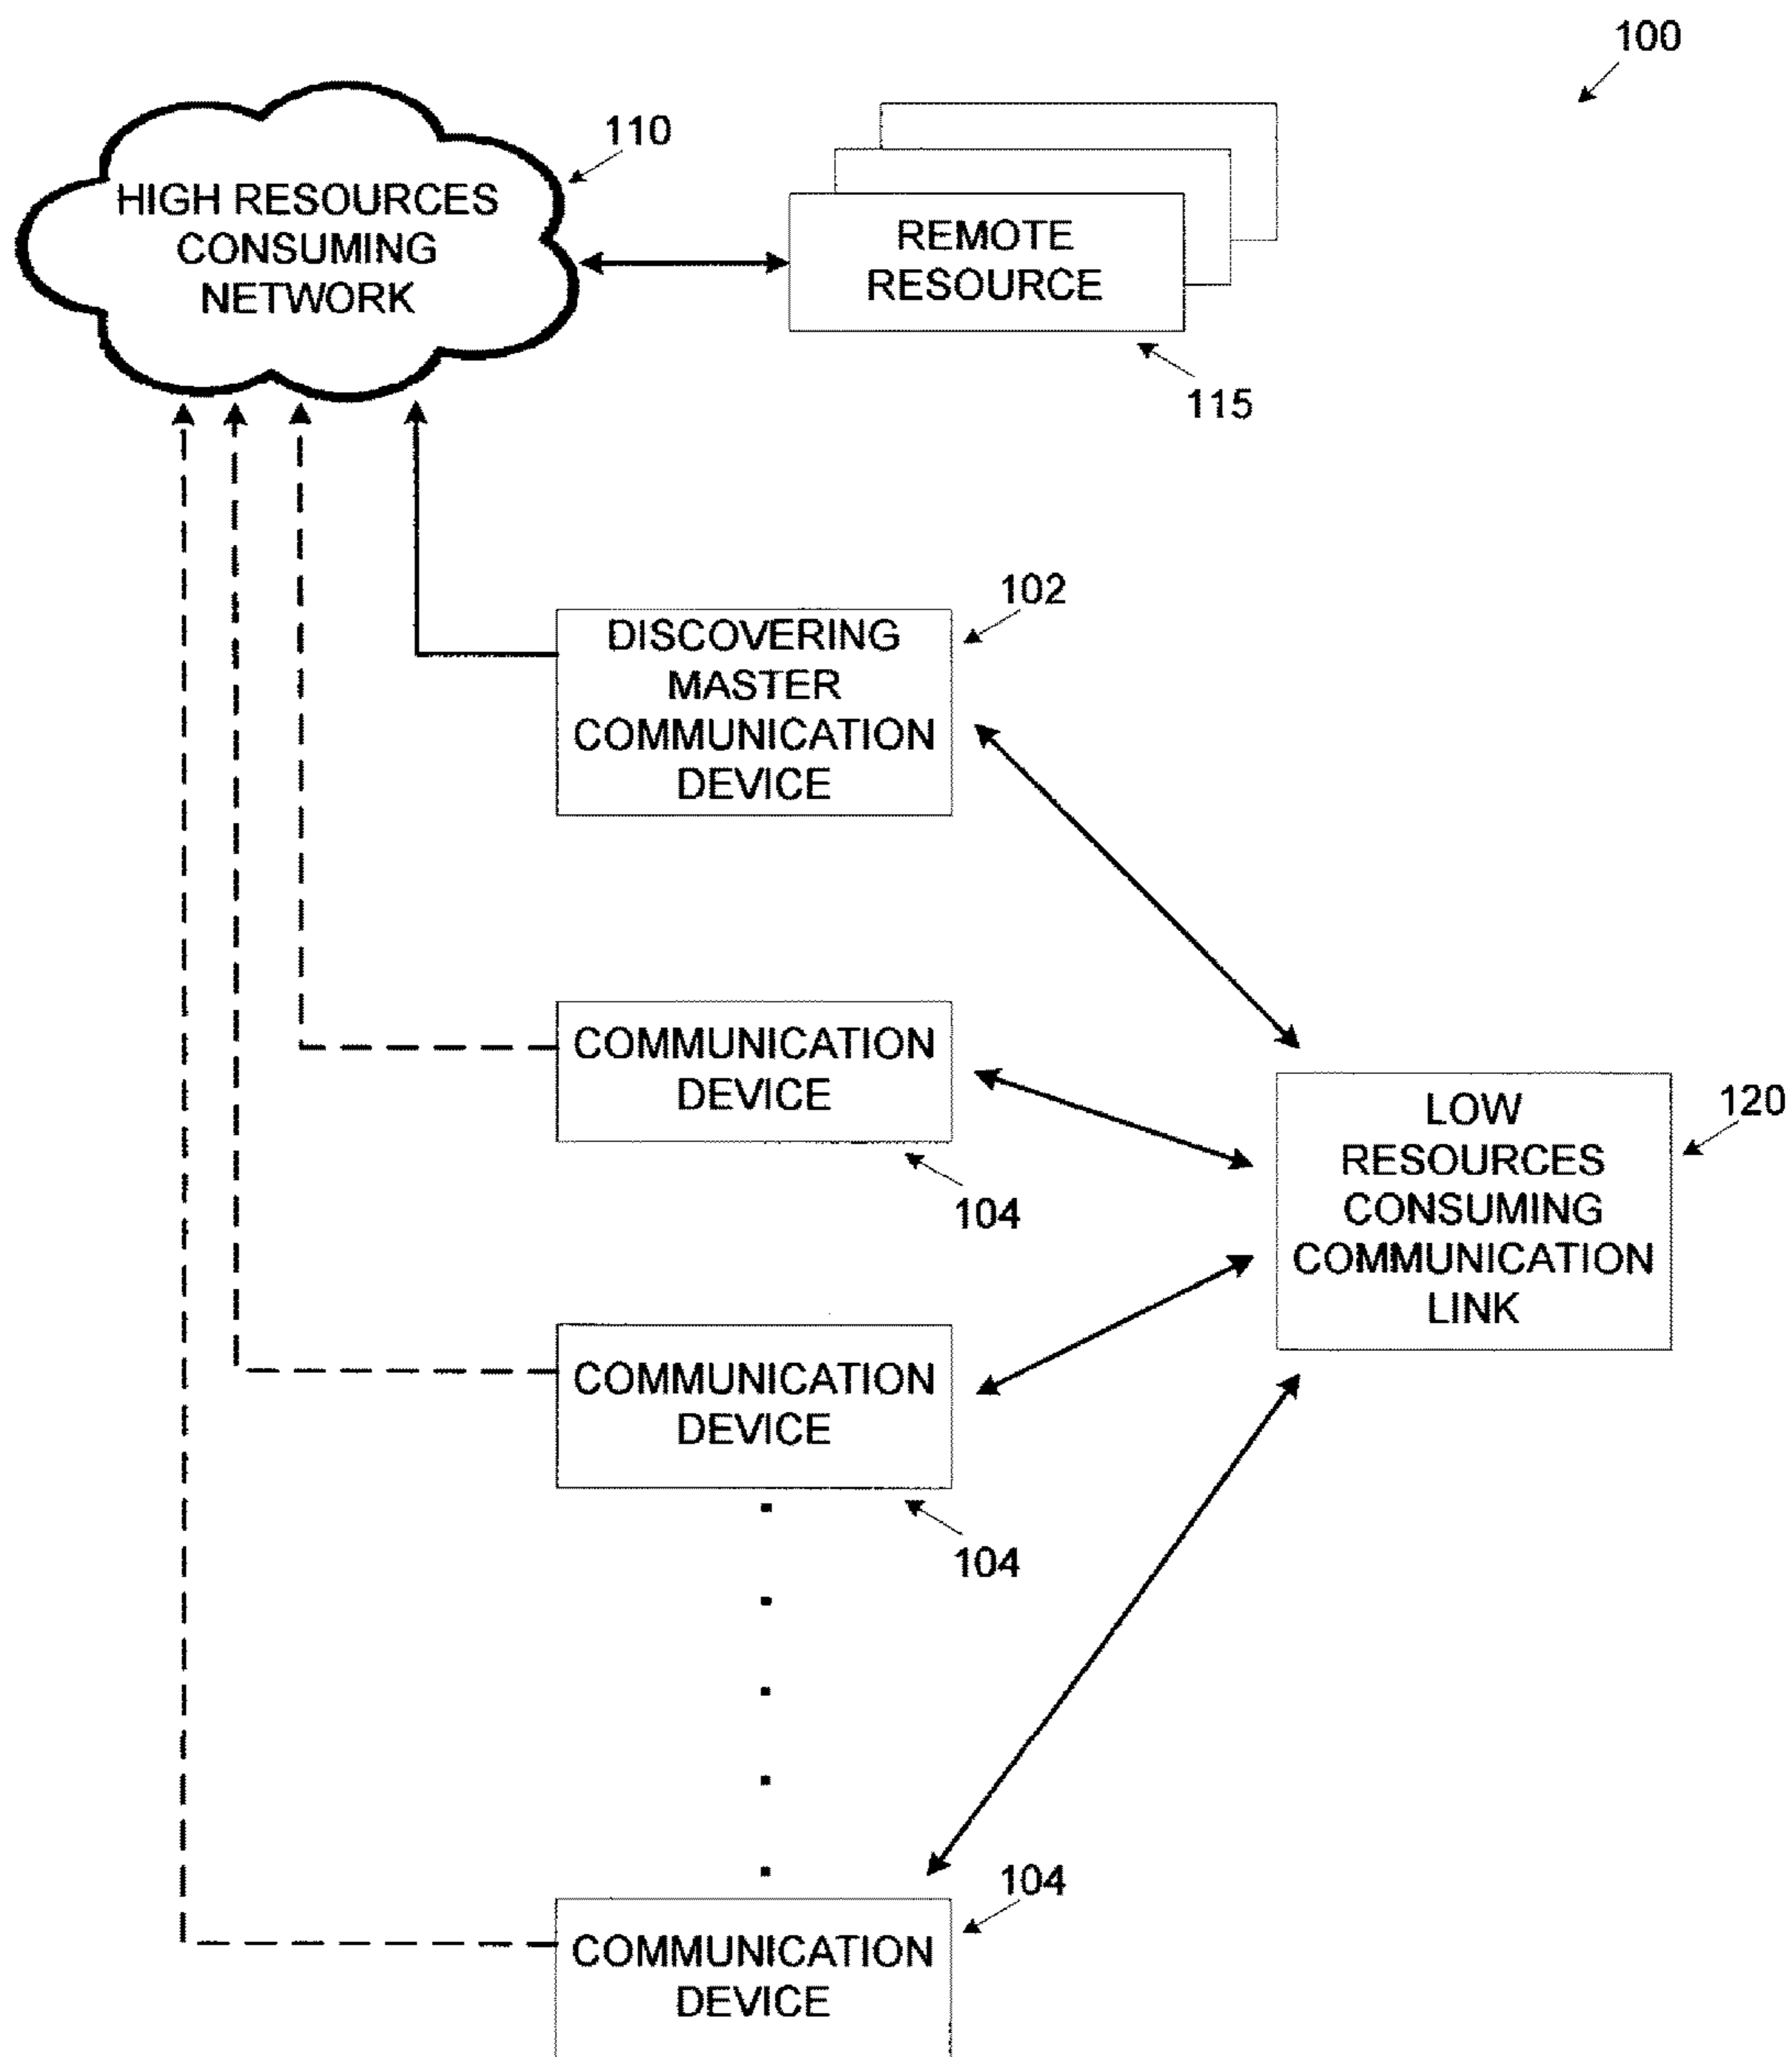 100
110
HIGH RESOURCES
CONSUMING
NETWORK
REMOTE
RESOURCE
115
102
DISCOVERING
MASTER
COMMUNICATION
DEVICE
COMMUNICATION
DEVICE
104
LOW
RESOURCES
CONSUMING
COMMUNICATION
LINK
120
COMMUNICATION
DEVICE
104
104
COMMUNICATION
DEVICE